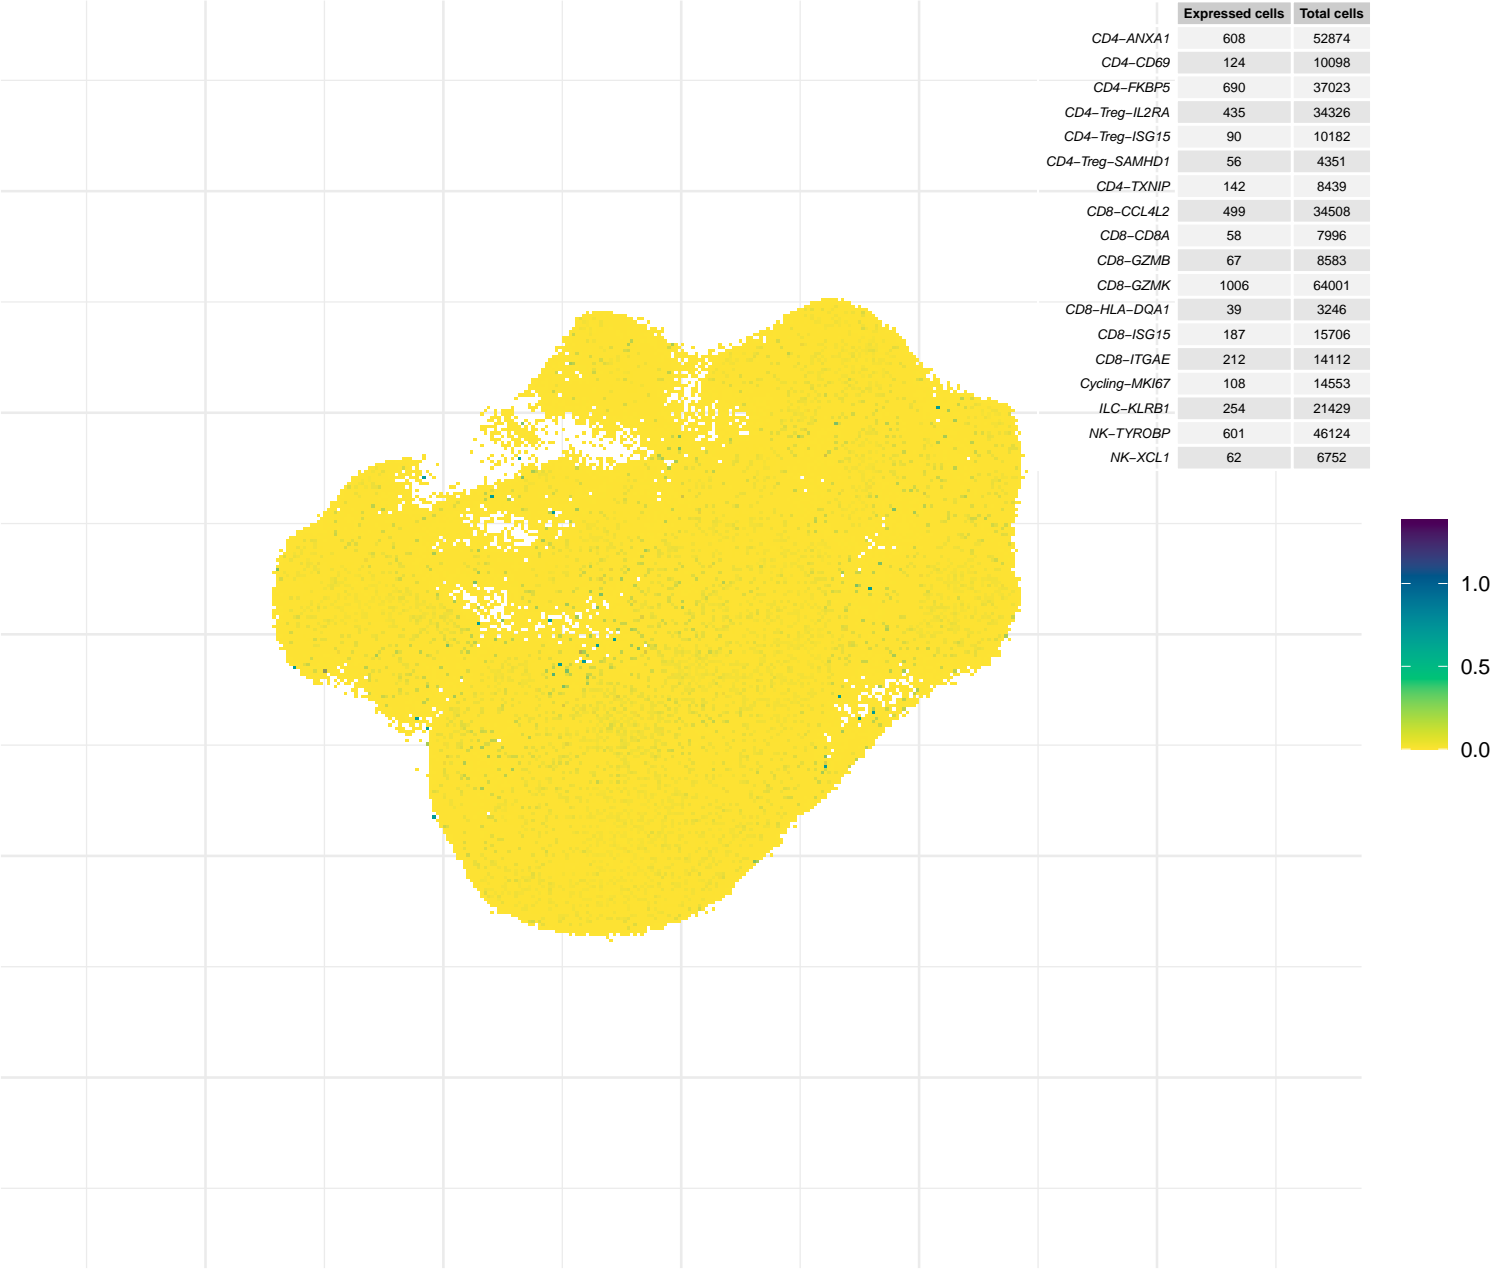 Expressed cells Total cells
CD4−ANXA1 608 52874
CD4−CD69 124 10098
CD4−FKBP5 690 37023
CD4−Treg−IL2RA 435 34326
CD4−Treg−ISG15 90 10182
CD4−Treg−SAMHD1 56 4351
CD4−TXNIP 142 8439
CD8−CCL4L2 499 34508
CD8−CD8A 58 7996
CD8−GZMB 67 8583
CD8−GZMK 1006 64001
CD8−HLA−DQA1 39 3246
CD8−ISG15 187 15706
CD8−ITGAE 212 14112
Cycling−MKI67 108 14553
ILC−KLRB1 254 21429
NK−TYROBP 601 46124
NK−XCL1 62 6752
1.0
0.5
0.0